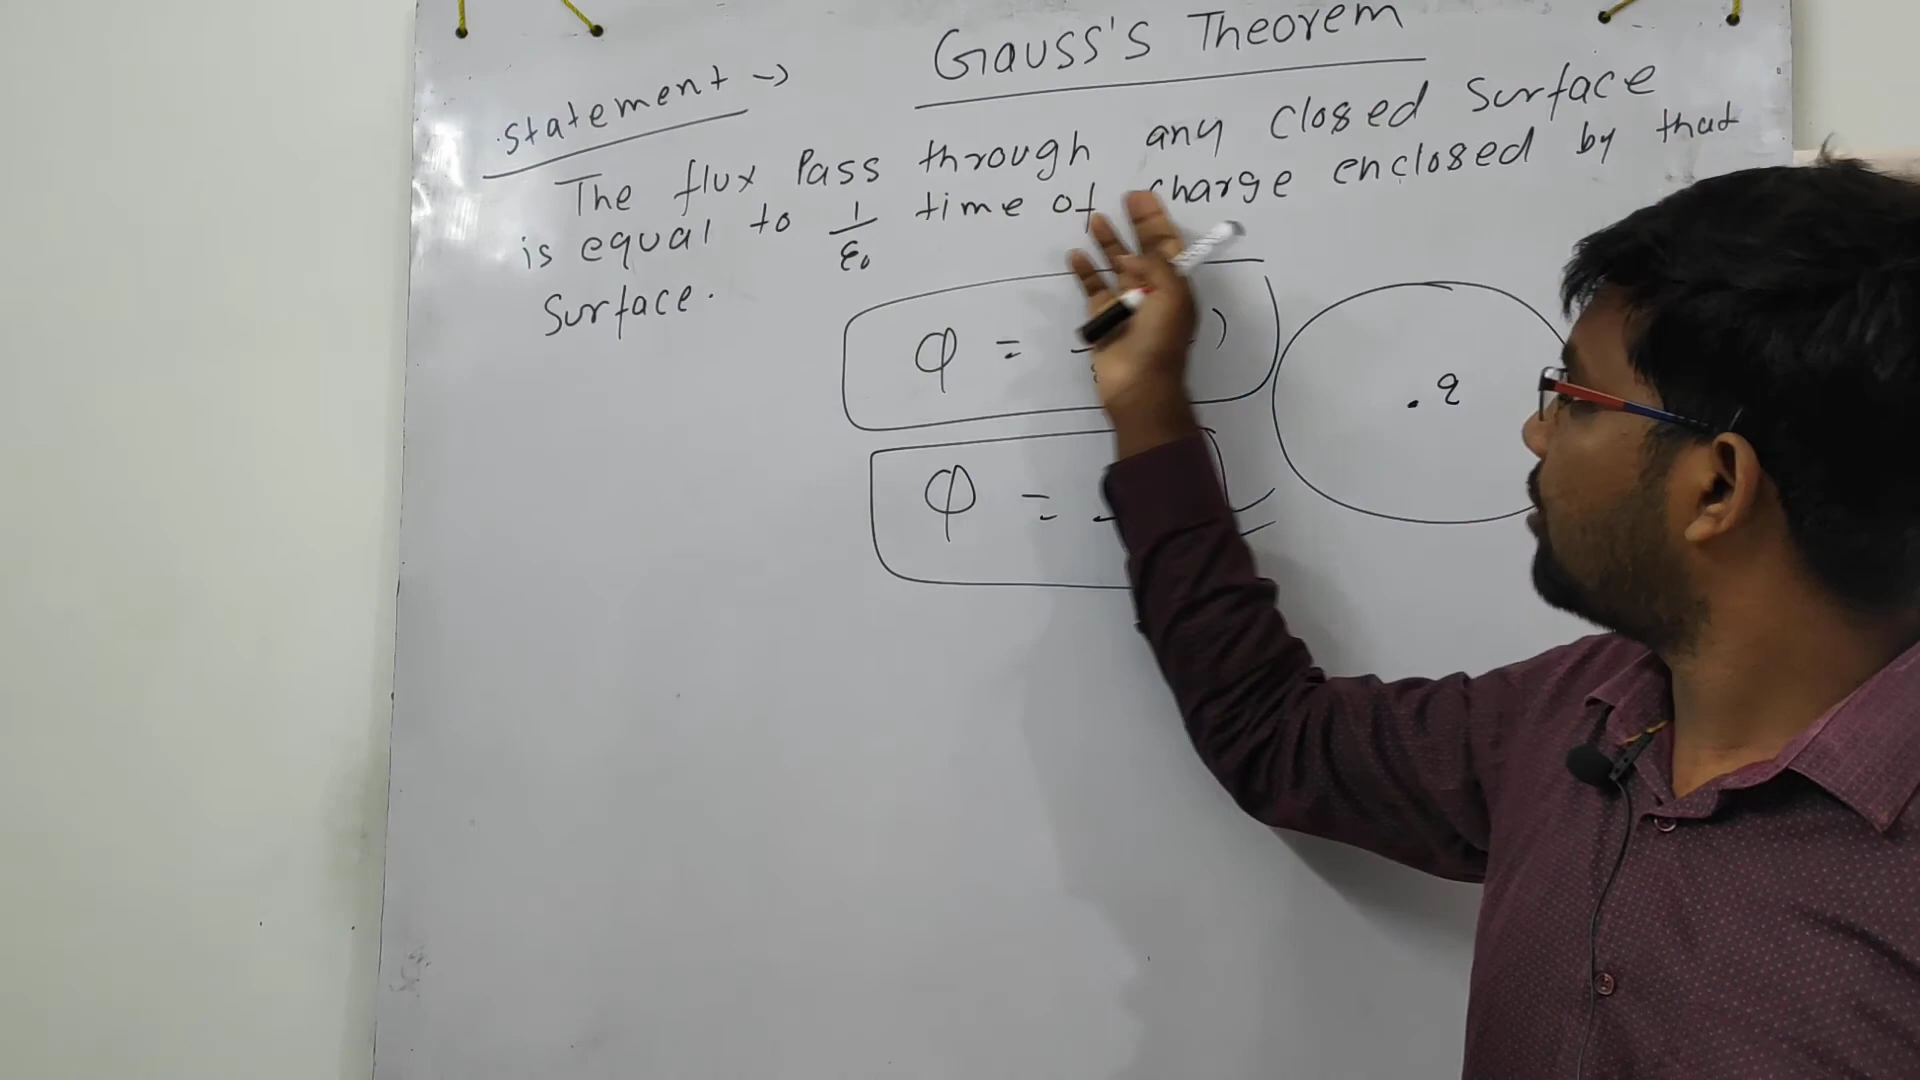 Gauss's Theorem
Statement →
The flux Pass through any closed Surface
is equal to 1/ε₀ time of charge enclosed by that
Surface.
φ =
. q
φ =